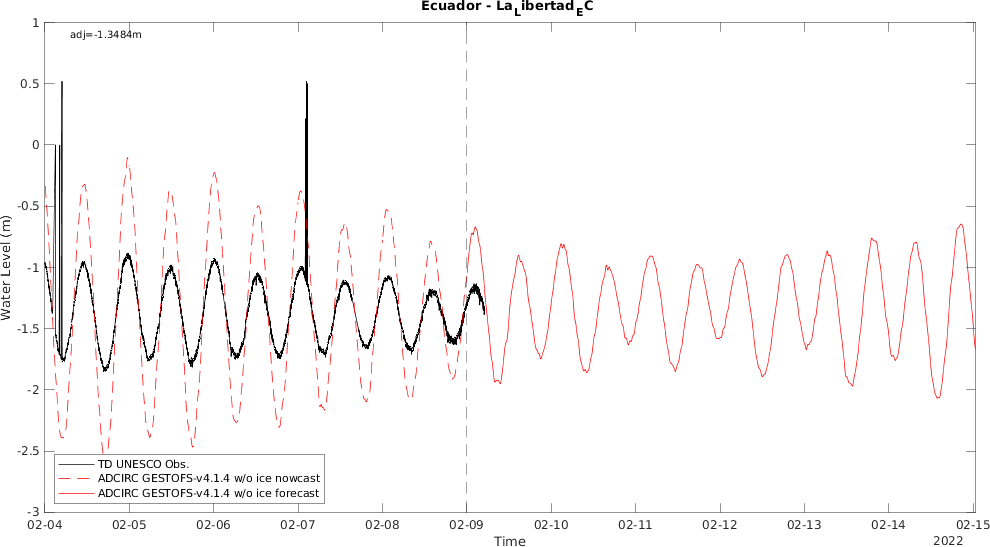 Ecuador - LaLibertadEC
adj=-1.3484m
1
0.5
0
-0.5
-1
-1.5
-2
-2.5
-3
Water Level (m)
TD UNESCO Obs.
ADCIRC GESTOFS-v4.1.4 w/o ice nowcast
ADCIRC GESTOFS-v4.1.4 w/o ice forecast
02-04 02-05 02-06 02-07 02-08 02-09 02-10 02-11 02-12 02-13 02-14 02-15
Time
2022